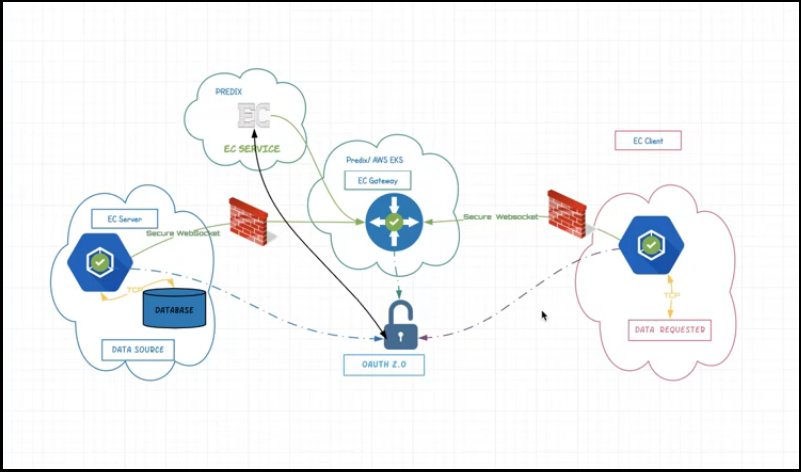 PREDIX
EC
EC SERVICE
EC Client
Predix/ AWS EKS
EC Gateway
EC Server
Secure WebSocket
Secure Websocket
TCP
DATABASE
TCP
DATA SOURCE
DATA REQUESTER
OAUTH 2.0